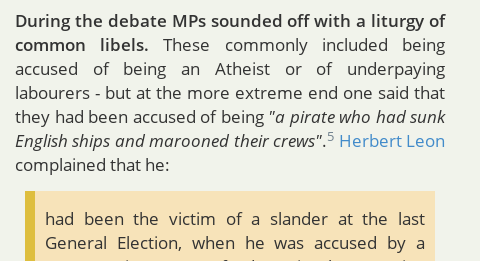 During the debate MPs sounded off with a liturgy of
common libels. These commonly included being
accused of being an Atheist or of underpaying
labourers - but at the more extreme end one said that
they had been accused of being "a pirate who had sunk
English ships and marooned their crews".5 Herbert Leon
complained that he:
had been the victim of a slander at the last
General Election, when he was accused by a